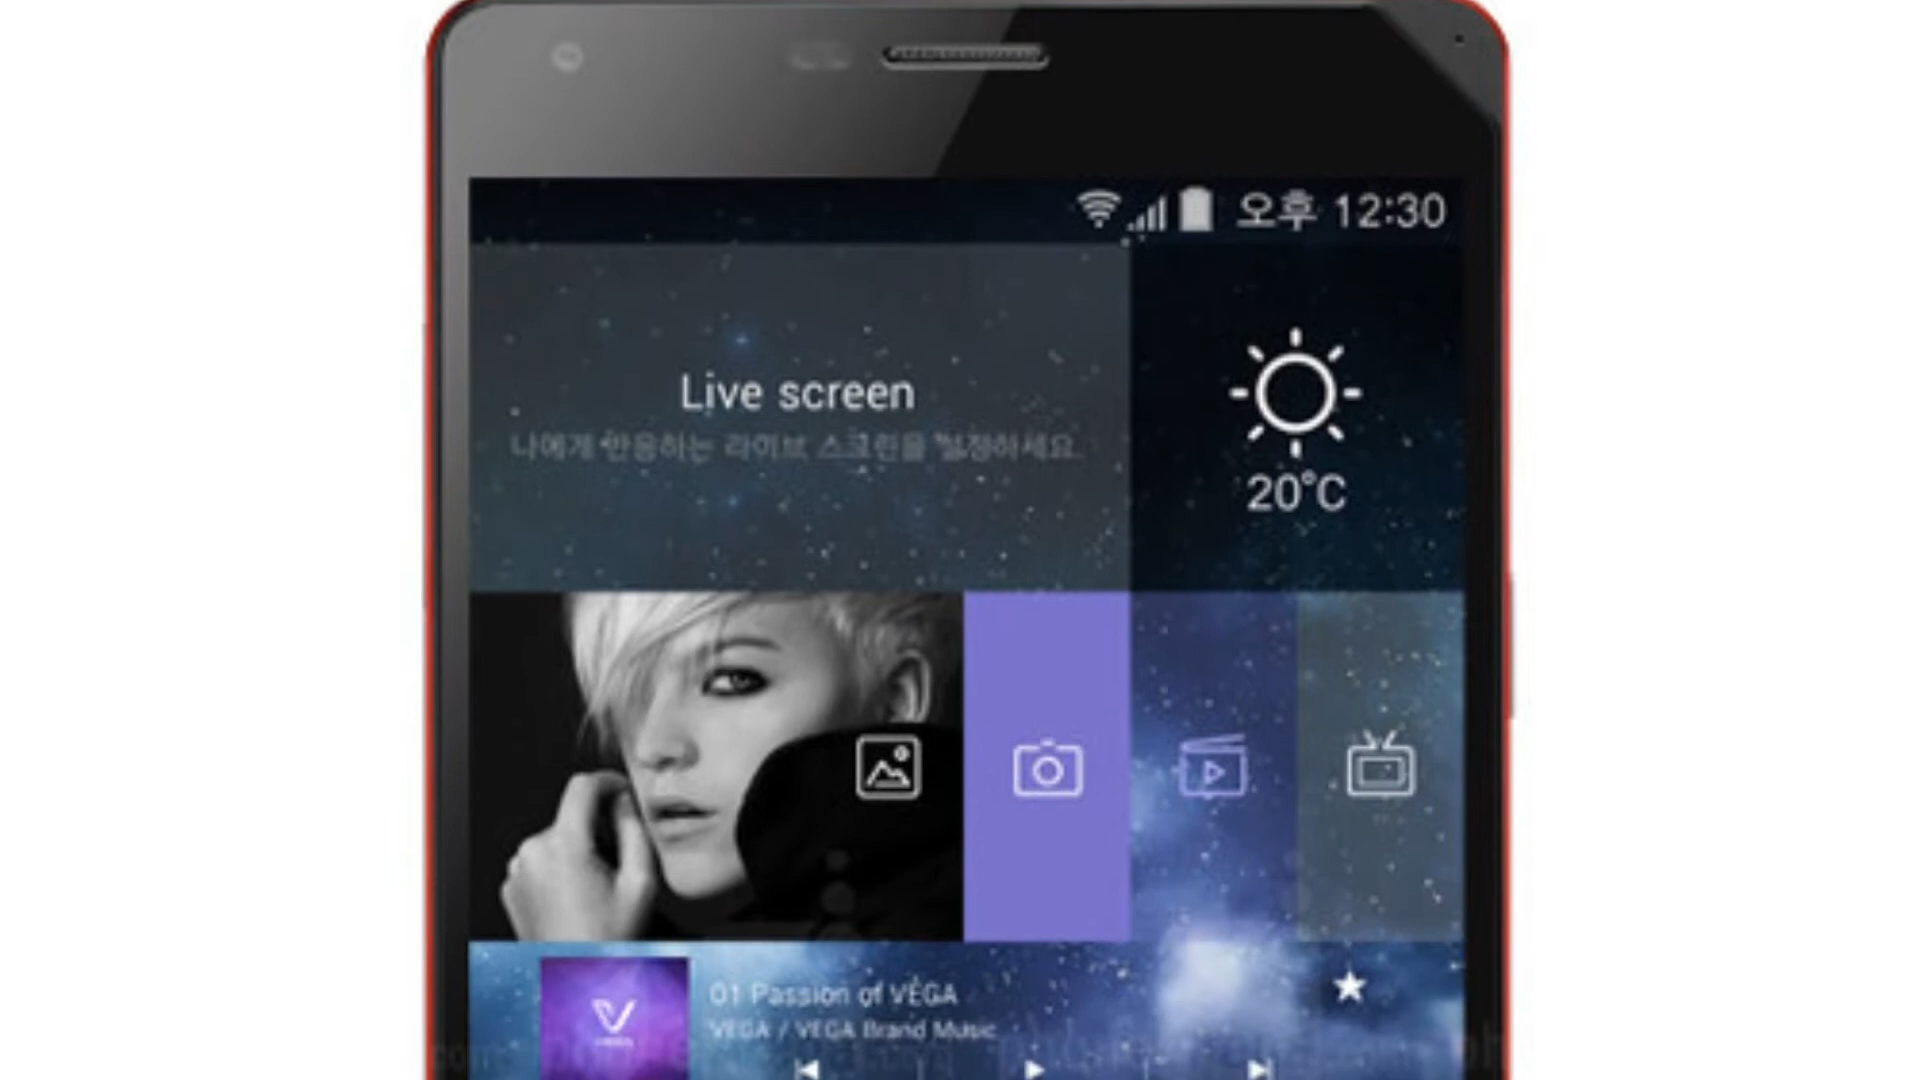 오후 12:30
Live screen
나에게 반응하는 라이브 스크린을 설정하세요.
20°C
01 Passion of VEGA
VEGA / VEGA Brand Music